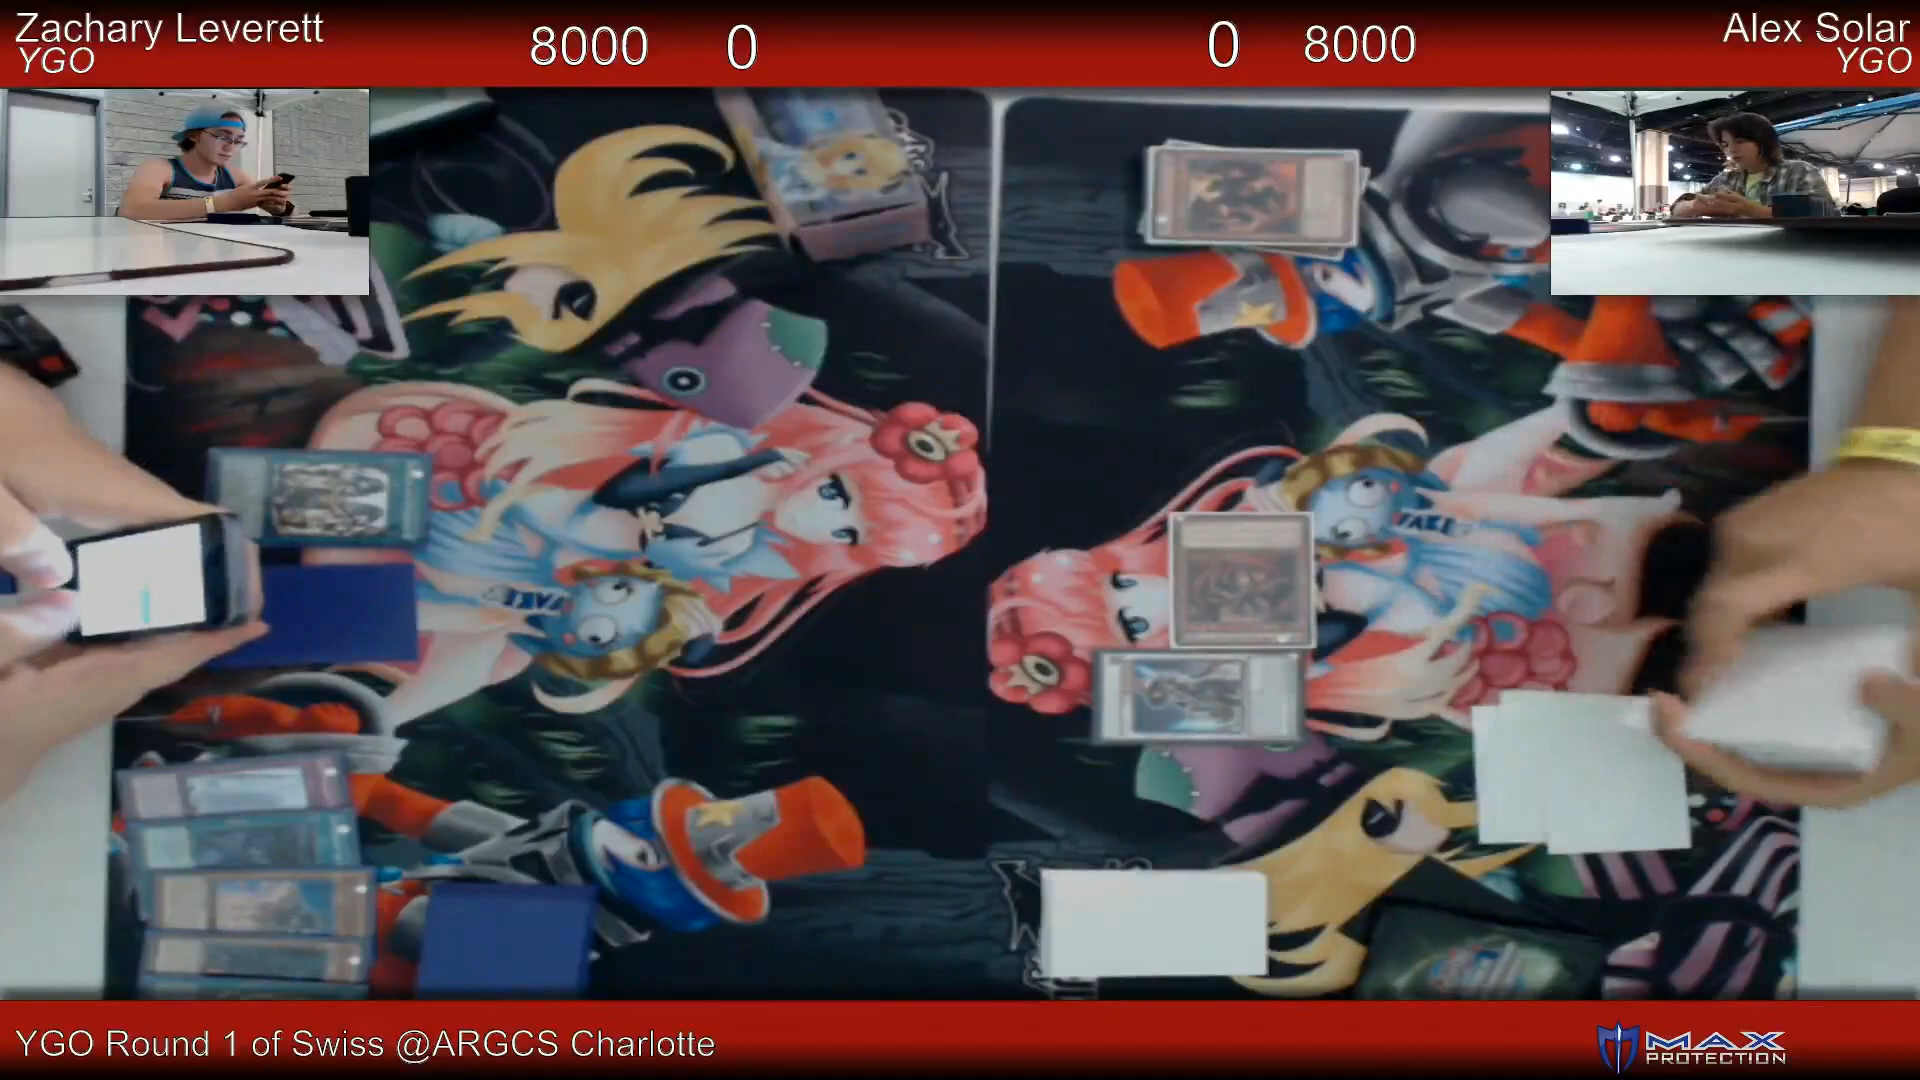 Zachary Leverett
YGO
8000 0
0 8000
Alex Solar
YGO
YGO Round 1 of Swiss @ARGCS Charlotte
MAX
PROTECTION